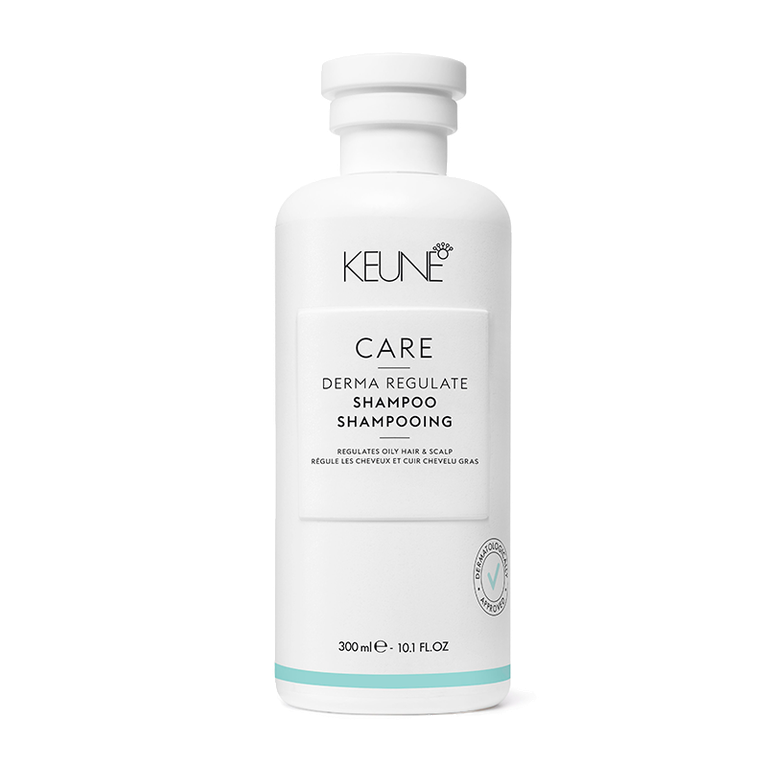 KEUNE
CARE
DERMA REGULATE
SHAMPOO
SHAMPOOING
REGULATES OILY HAIR & SCALP
RÉGULE LES CHEVEUX ET CUIR CHEVELU GRAS
DERMATOLOGICALLY
APPROVED
300 ml ℮ - 10.1 FL.OZ